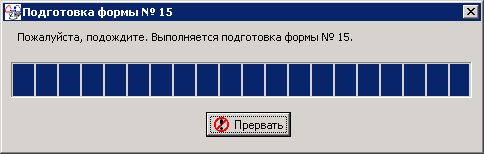 Подготовка формы № 15
Пожалуйста, подождите. Выполняется подготовка формы № 15.
Прервать